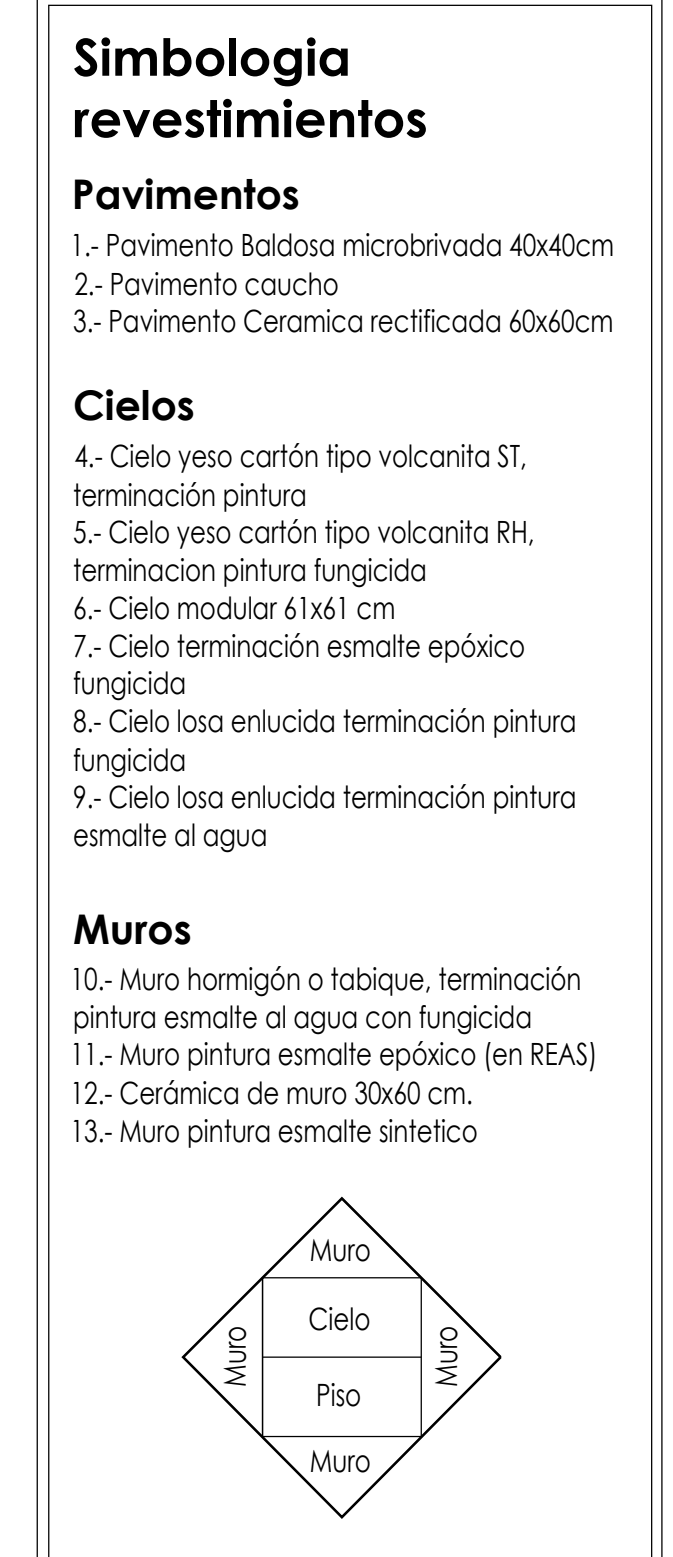 Simbologia
revestimientos
Pavimentos
1.- Pavimento Baldosa microbrivada 40x40cm
2.- Pavimento caucho
3.- Pavimento Ceramica rectificada 60x60cm
Cielos
4.- Cielo yeso cartón tipo volcanita ST,
terminación pintura
5.- Cielo yeso cartón tipo volcanita RH,
terminacion pintura fungicida
6.- Cielo modular 61x61 cm
7.- Cielo terminación esmalte epóxico
fungicida
8.- Cielo losa enlucida terminación pintura
fungicida
9.- Cielo losa enlucida terminación pintura
esmalte al agua
Muros
10.- Muro hormigón o tabique, terminación
pintura esmalte al agua con fungicida
11.- Muro pintura esmalte epóxico (en REAS)
12.- Cerámica de muro 30x60 cm.
13.- Muro pintura esmalte sintetico
Muro
Cielo
Muro
Muro
Piso
Muro